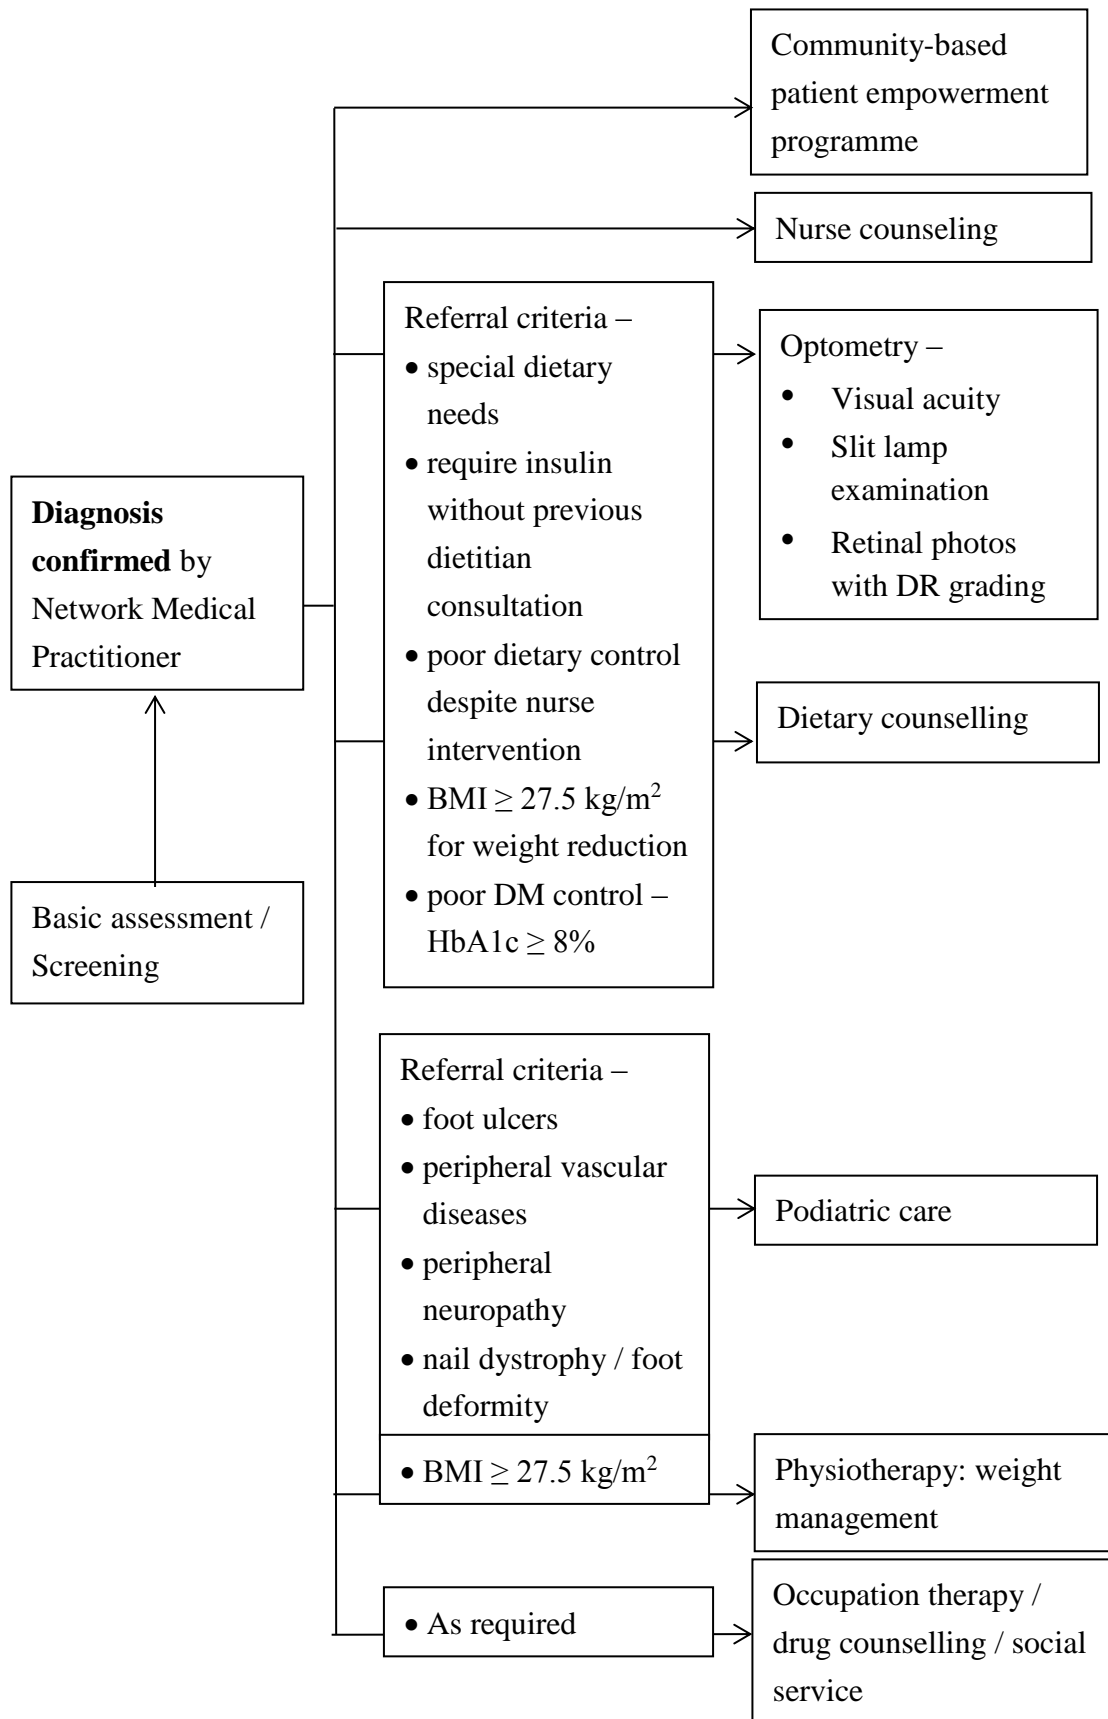 Community-based
patient empowerment
programme
Nurse counseling
Referral criteria –
• special dietary
needs
• require insulin
without previous
dietitian
consultation
• poor dietary control
despite nurse
intervention
• BMI ≥ 27.5 kg/m²
for weight reduction
• poor DM control –
HbA1c ≥ 8%
Optometry –
• Visual acuity
• Slit lamp
examination
• Retinal photos
with DR grading
Diagnosis
confirmed by
Network Medical
Practitioner
Dietary counselling
Basic assessment /
Screening
Referral criteria –
• foot ulcers
• peripheral vascular
diseases
• peripheral
neuropathy
• nail dystrophy / foot
deformity
Podiatric care
• BMI ≥ 27.5 kg/m²
Physiotherapy: weight
management
• As required
Occupation therapy /
drug counselling / social
service